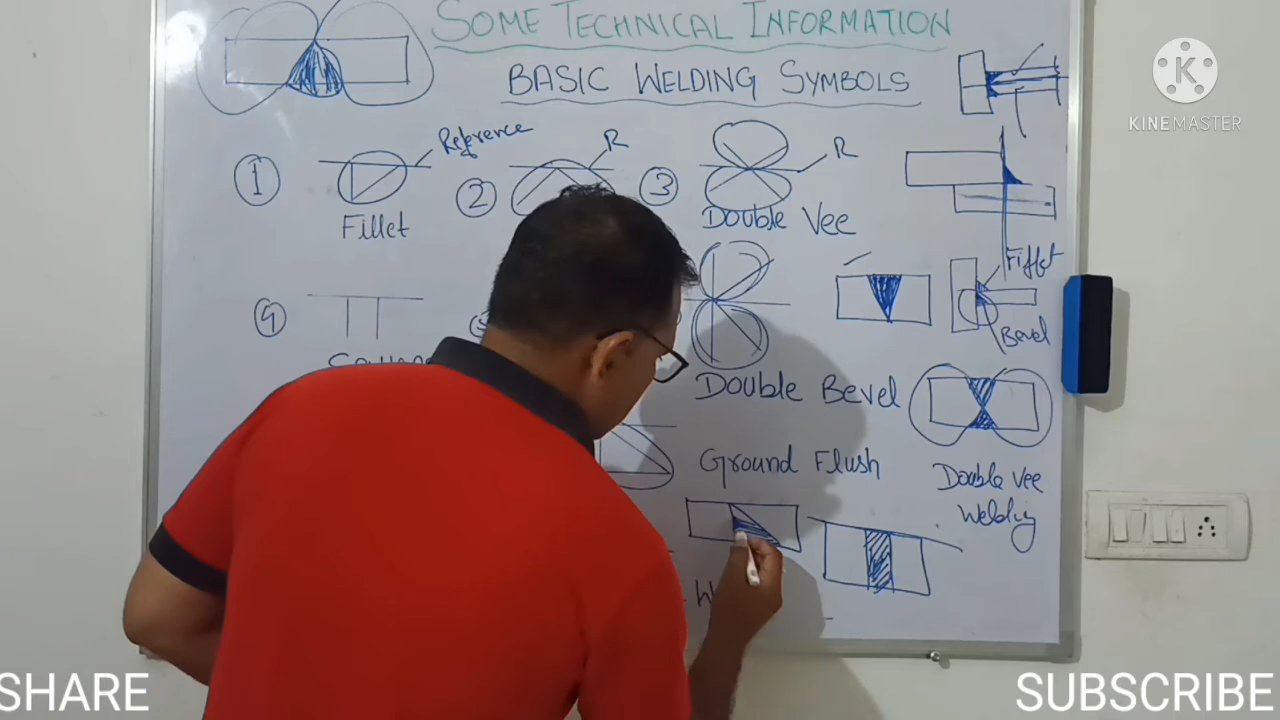 SOME TECHNICAL INFORMATION
BASIC WELDING SYMBOLS
KINEMASTER
1
Reference
Fillet
2
R
3
R
Double Vee
4
Double Bevel
Fillet
Bevel
Ground Flush
Double Vee
Welding
SHARE
SUBSCRIBE